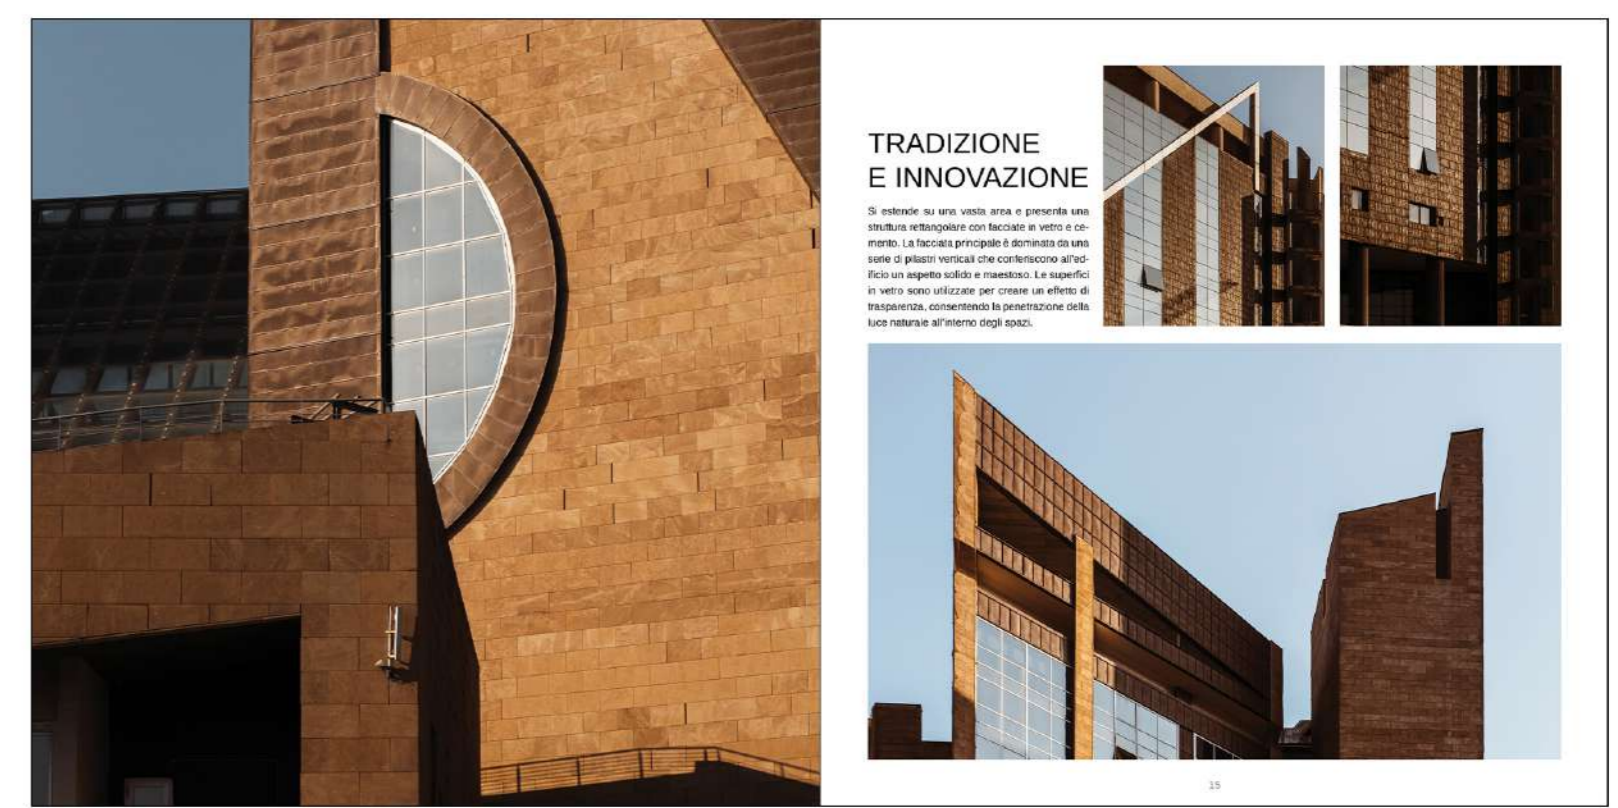 TRADIZIONE
E INNOVAZIONE
Si estende su una vasta area e presenta una
struttura rettangolare con facciate in vetro e ce-
mento. La facciata principale è dominata da una
serie di pilastri verticali che conferiscono all'ed-
ificio un aspetto solido e maestoso. Le superfici
in vetro sono utilizzate per creare un effetto di
trasparenza, consentendo la penetrazione della
luce naturale all'interno degli spazi.
15